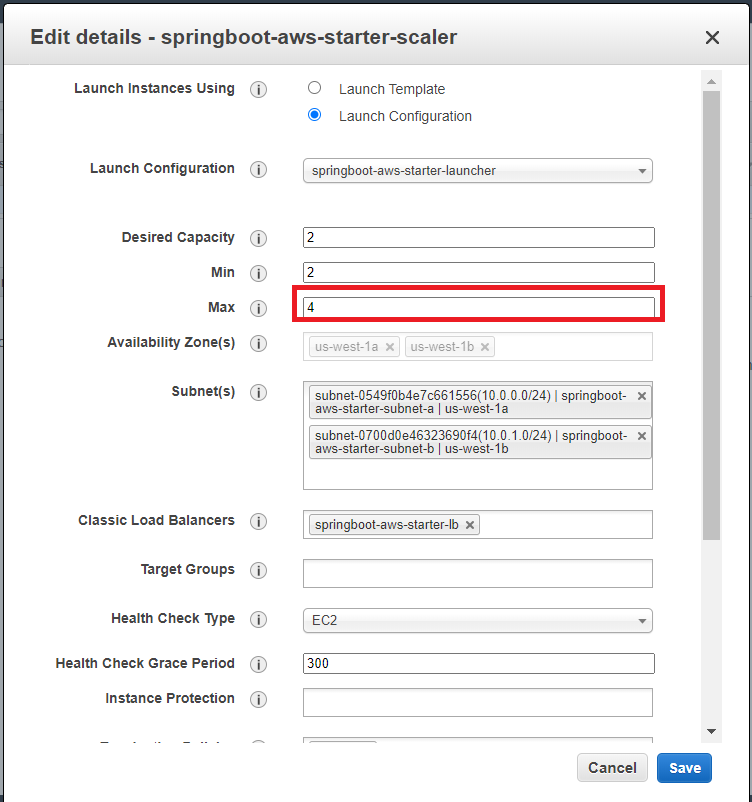 Edit details - springboot-aws-starter-scaler
Launch Instances Using
Launch Template
Launch Configuration
Launch Configuration
springboot-aws-starter-launcher
Desired Capacity
2
Min
2
Max
4
Availability Zone(s)
us-west-1a
us-west-1b
Subnet(s)
subnet-0549f0b4e7c661556(10.0.0.0/24) | springboot-
aws-starter-subnet-a | us-west-1a
subnet-0700d0e46323690f4(10.0.1.0/24) | springboot-
aws-starter-subnet-b | us-west-1b
Classic Load Balancers
springboot-aws-starter-lb
Target Groups
Health Check Type
EC2
Health Check Grace Period
300
Instance Protection
Cancel
Save